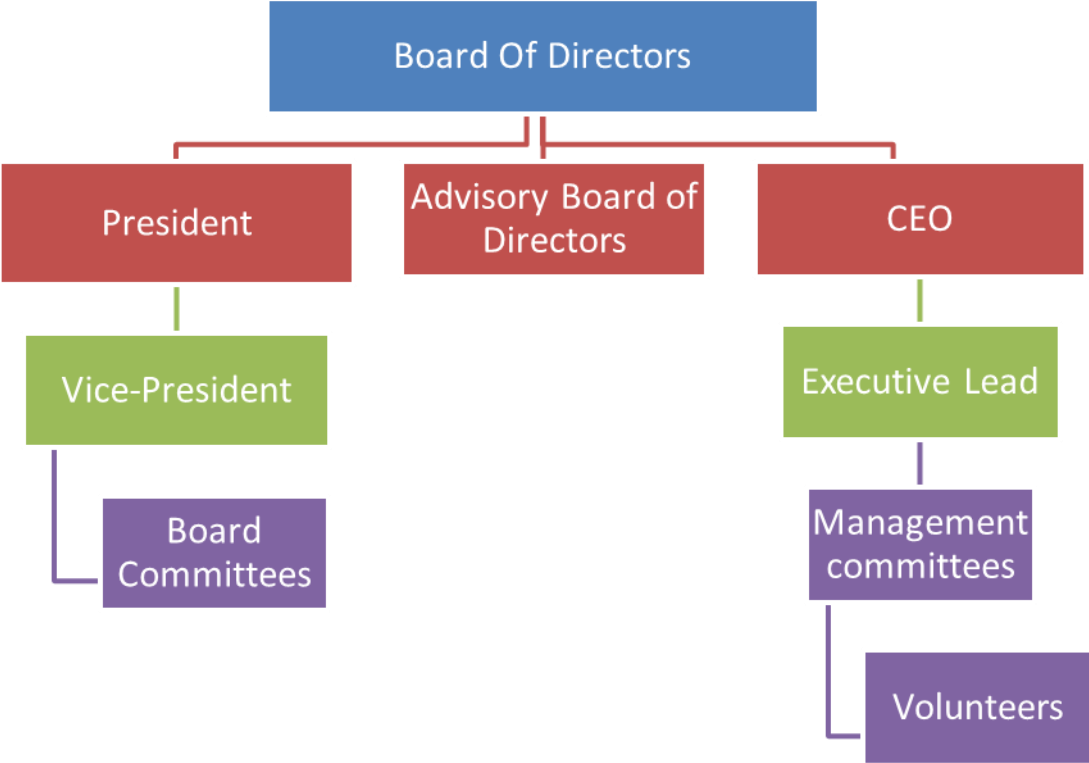 Board Of Directors
President
Advisory Board of
Directors
CEO
Vice-President
Executive Lead
Board
Committees
Management
committees
Volunteers